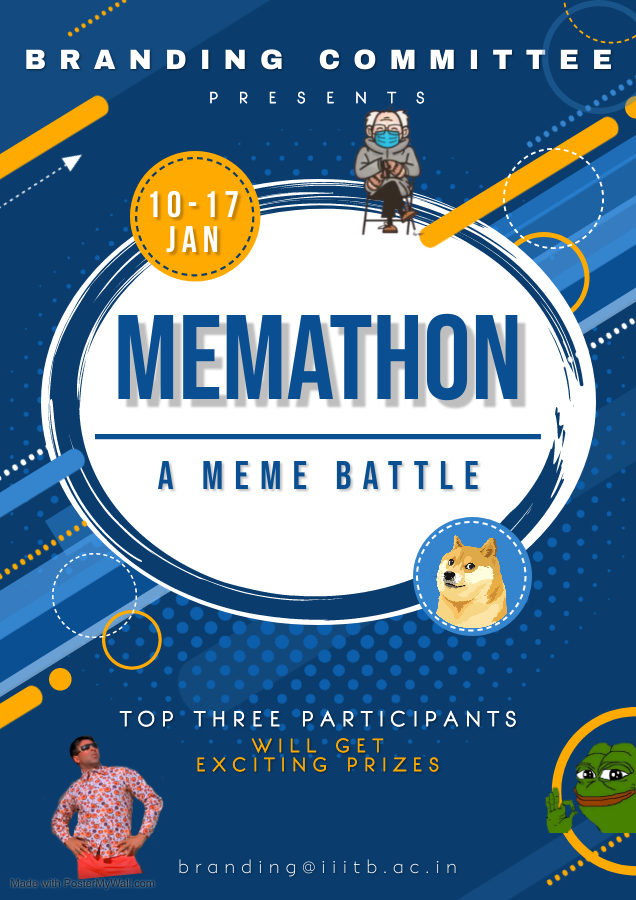 BRANDING COMMITTEE
PRESENTS
10-17
JAN
MEMATHON
A MEME BATTLE
TOP THREE PARTICIPANTS
WILL GET
EXCITING PRIZES
branding@iiitb.ac.in
Made with PosterMyWall.com